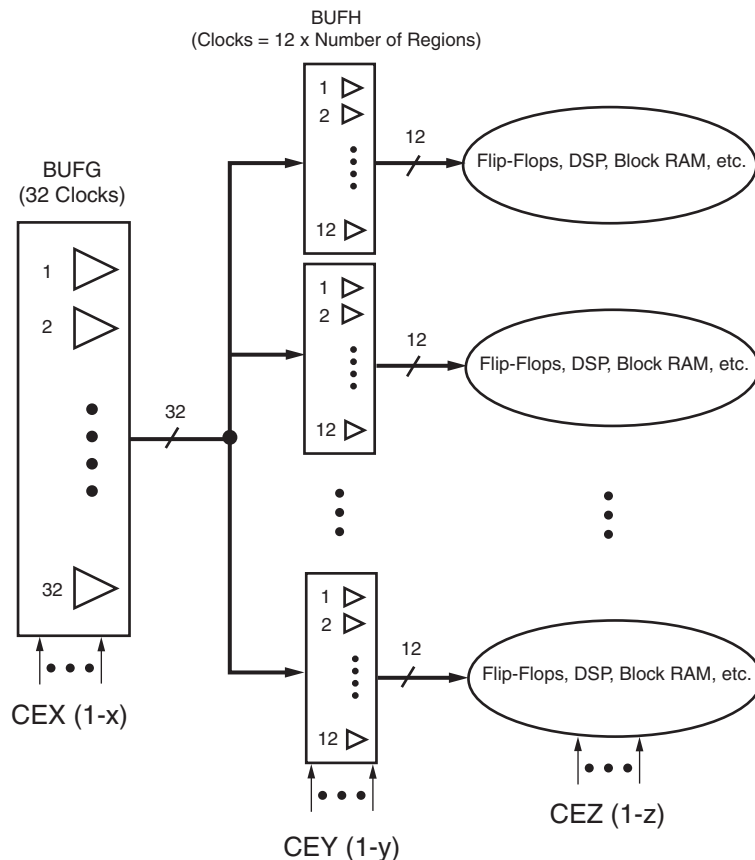 BUFH
(Clocks = 12 x Number of Regions)
BUFG
(32 Clocks)
1
2
32
32
CEX (1-x)
1
2
12
12
Flip-Flops, DSP, Block RAM, etc.
1
2
12
12
Flip-Flops, DSP, Block RAM, etc.
1
2
12
12
Flip-Flops, DSP, Block RAM, etc.
CEY (1-y)
CEZ (1-z)